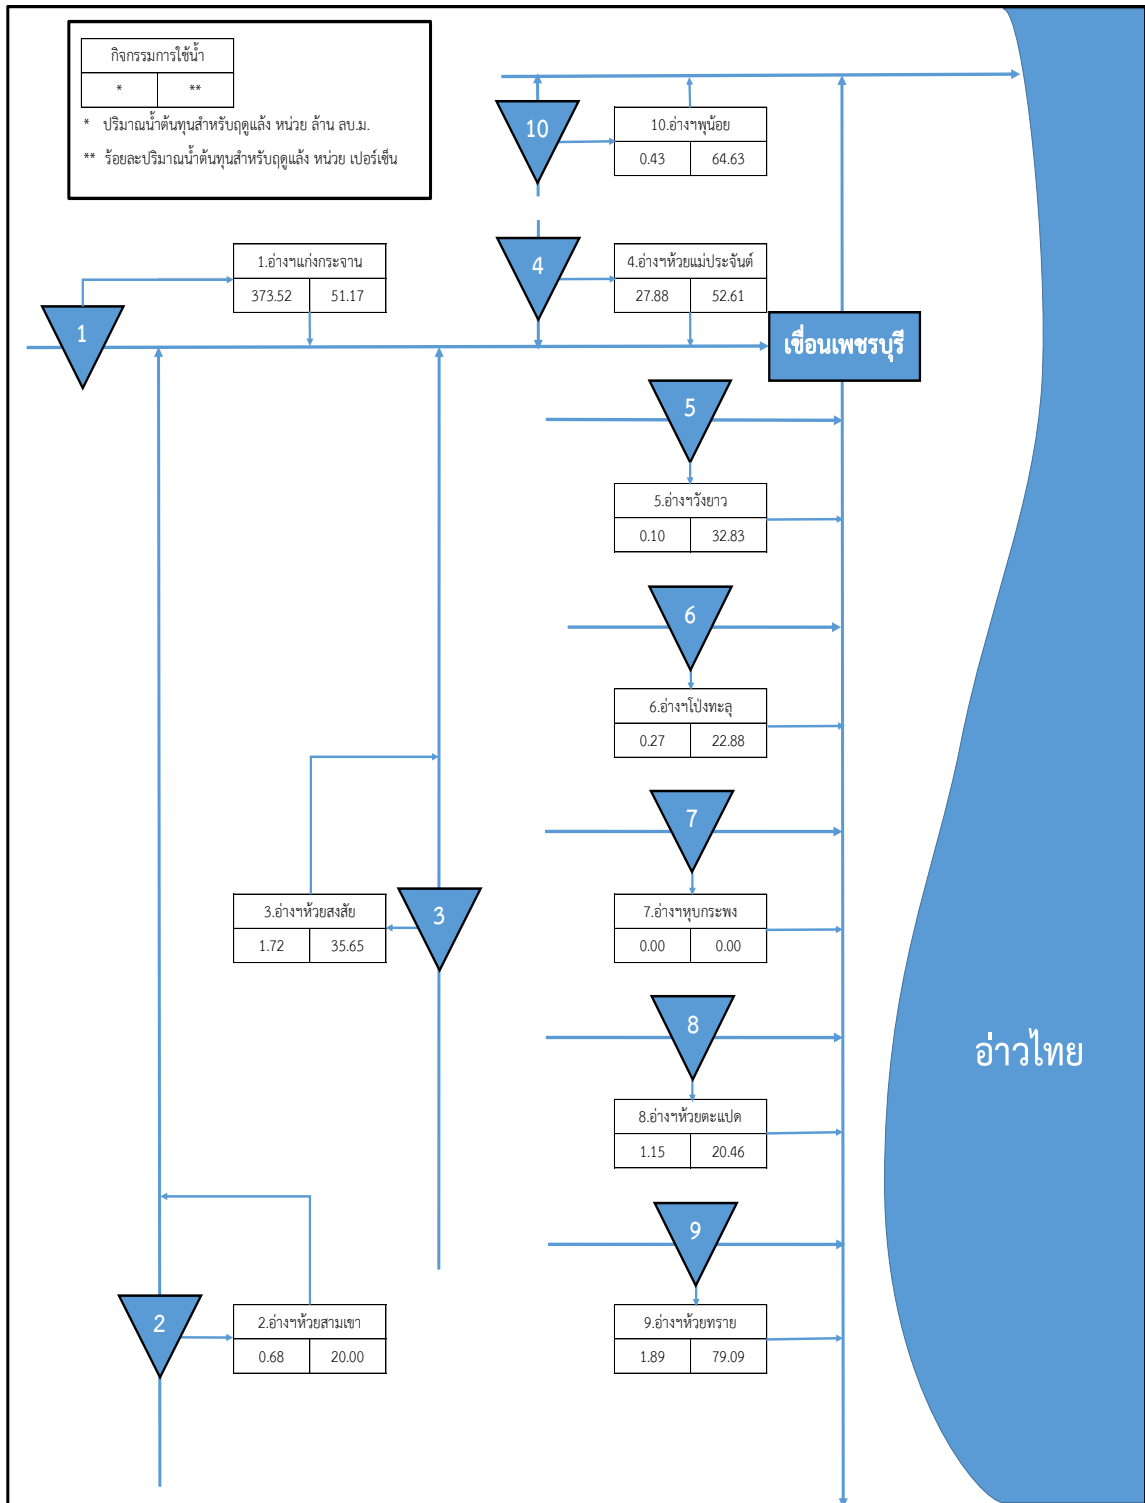 กิจกรรมการใช้น้ำ
* **
* ปริมาณน้ำต้นทุนสำหรับฤดูแล้ง หน่วย ล้าน ลบ.ม.
** ร้อยละปริมาณน้ำต้นทุนสำหรับฤดูแล้ง หน่วย เปอร์เซ็น
10
10.อ่างฯพุน้อย
0.43 64.63
1
1.อ่างฯแก่งกระจาน
373.52 51.17
4
4.อ่างฯห้วยแม่ประจันต์
27.88 52.61
เขื่อนเพชรบุรี
5
5.อ่างฯวังยาว
0.10 32.83
6
6.อ่างฯโป่งทะลุ
0.27 22.88
7
7.อ่างฯหุบกระพง
0.00 0.00
3
3.อ่างฯห้วยสงสัย
1.72 35.65
8
8.อ่างฯห้วยตะแปด
1.15 20.46
อ่าวไทย
9
9.อ่างฯห้วยทราย
1.89 79.09
2
2.อ่างฯห้วยสามเขา
0.68 20.00